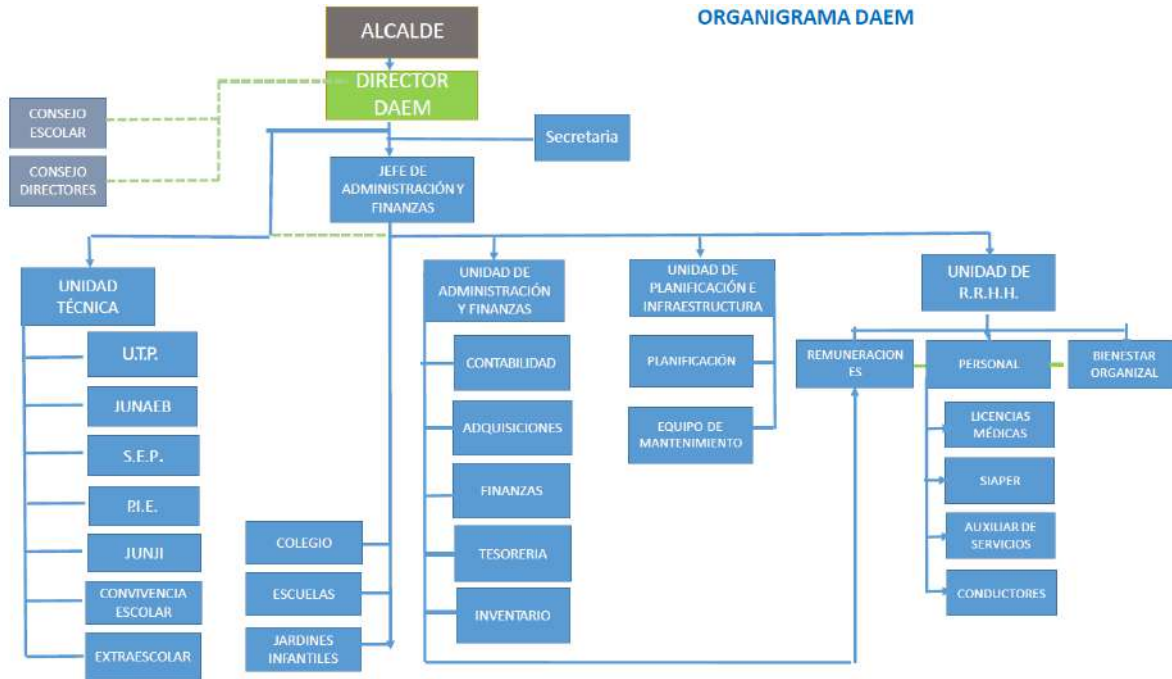 ORGANIGRAMA DAEM
ALCALDE
DIRECTOR
DAEM
CONSEJO
ESCOLAR
Secretaria
CONSEJO
DIRECTORES
JEFE DE
ADMINISTRACIÓN Y
FINANZAS
UNIDAD
TÉCNICA
UNIDAD DE
ADMINISTRACIÓN
Y FINANZAS
UNIDAD DE
PLANIFICACIÓN E
INFRAESTRUCTURA
UNIDAD DE
R.R.H.H.
U.T.P.
JUNAEB
S.E.P.
P.I.E.
JUNJI
CONVIVENCIA
ESCOLAR
EXTRAESCOLAR
COLEGIO
ESCUELAS
JARDINES
INFANTILES
CONTABILIDAD
ADQUISICIONES
FINANZAS
TESORERIA
INVENTARIO
PLANIFICACIÓN
EQUIPO DE
MANTENIMIENTO
REMUNERACION
ES
PERSONAL
BIENESTAR
ORGANIZAL
LICENCIAS
MÉDICAS
SIAPER
AUXILIAR DE
SERVICIOS
CONDUCTORES